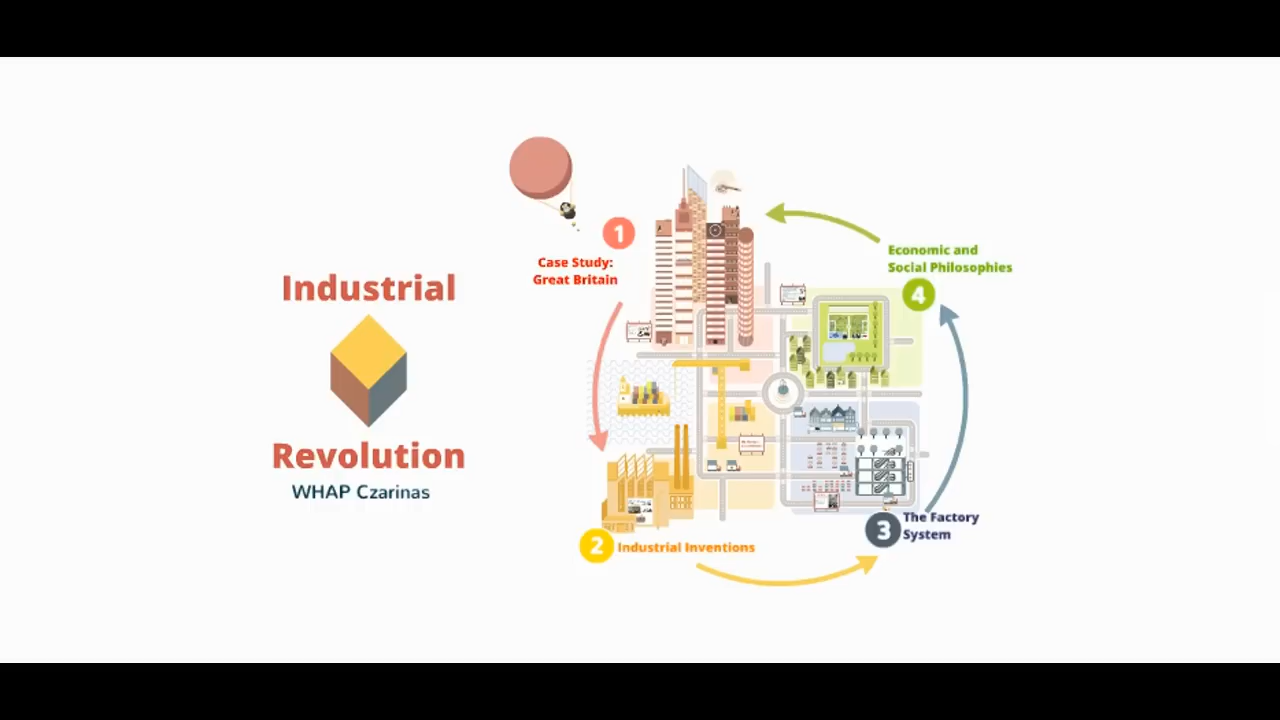 Industrial
Revolution
WHAP Czarinas
1
Case Study:
Great Britain
2
Industrial Inventions
3
The Factory
System
4
Economic and
Social Philosophies